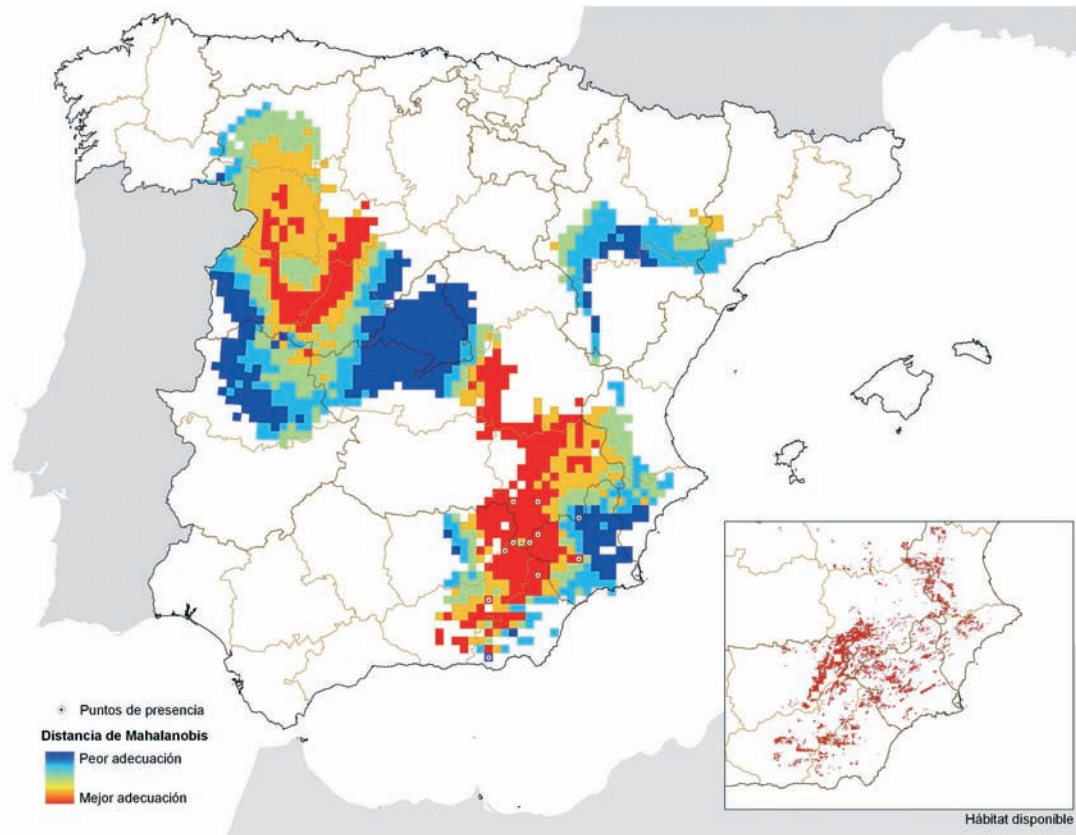 Puntos de presencia
Distancia de Mahalanobis
Peor adecuación
Mejor adecuación
Hábitat disponible